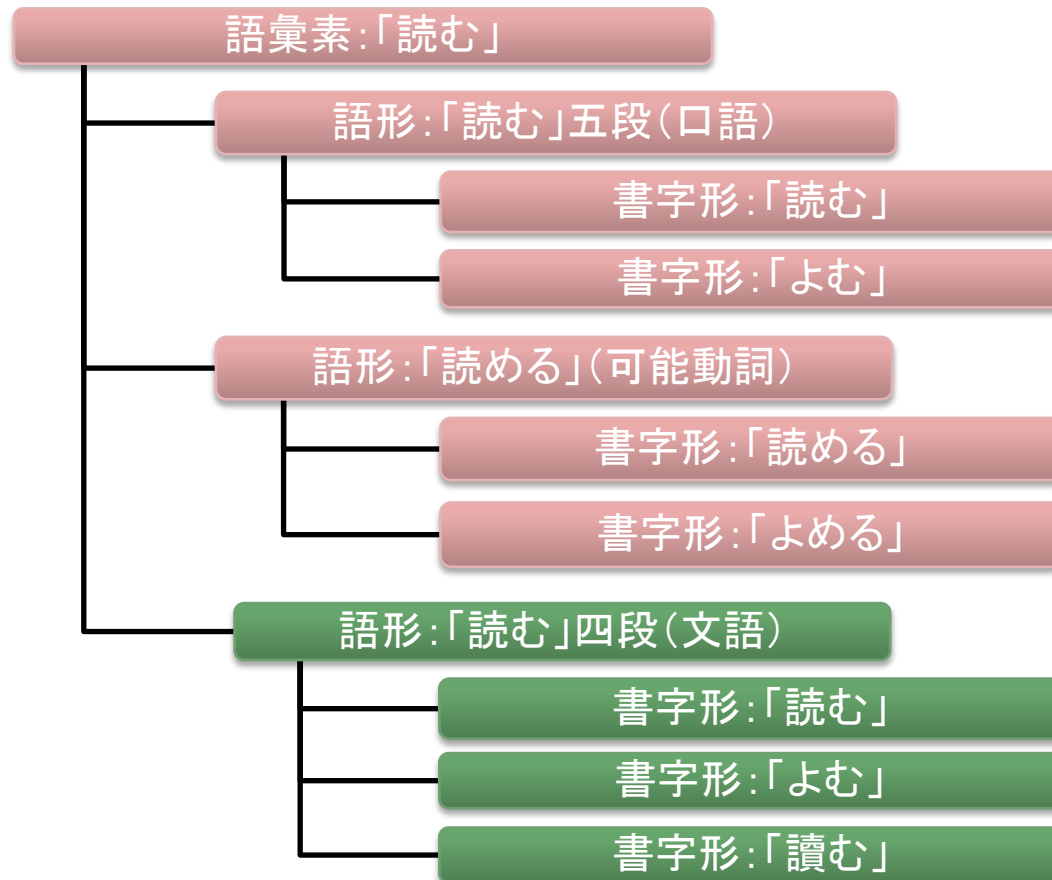 語彙素：「読む」
語形：「読む」五段（口語）
書字形：「読む」
書字形：「よむ」
語形：「読める」（可能動詞）
書字形：「読める」
書字形：「よめる」
語形：「読む」四段（文語）
書字形：「読む」
書字形：「よむ」
書字形：「讀む」